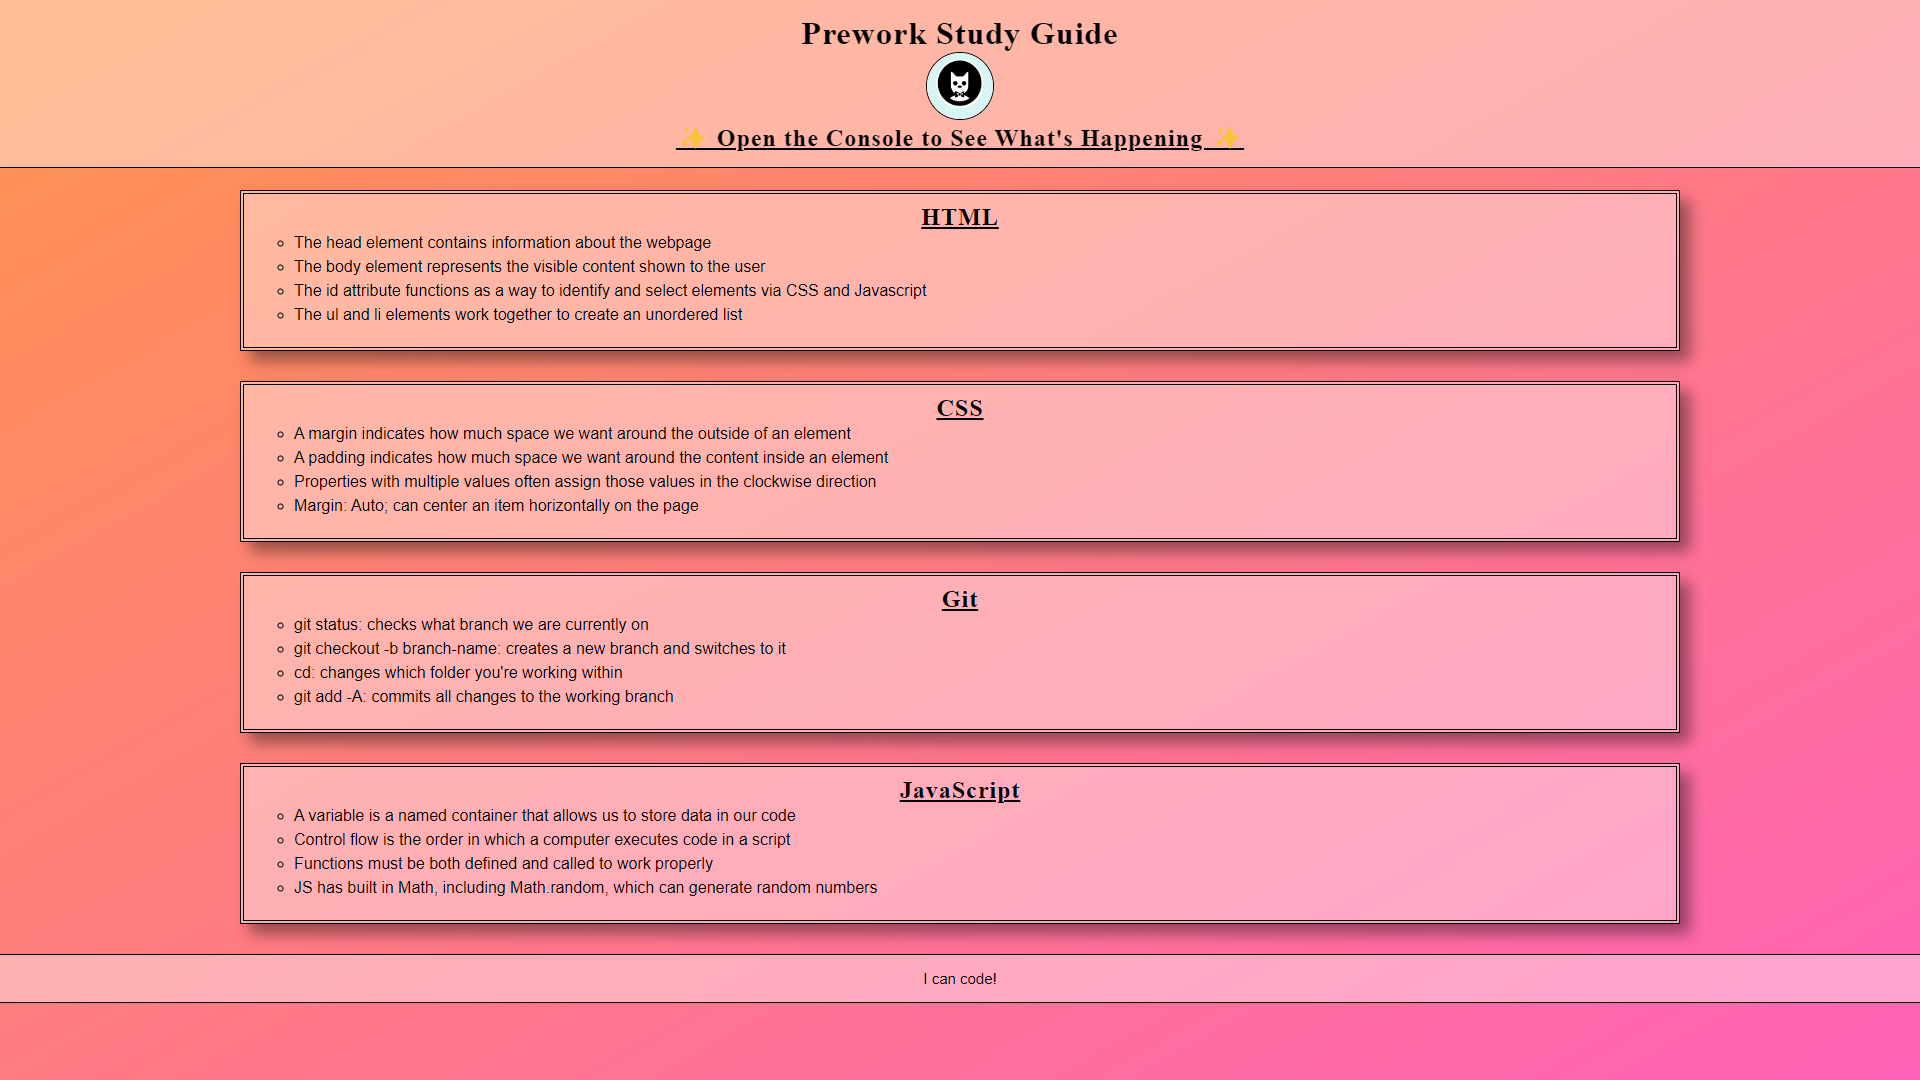 Prework Study Guide
✨ Open the Console to See What's Happening ✨
HTML
The head element contains information about the webpage
The body element represents the visible content shown to the user
The id attribute functions as a way to identify and select elements via CSS and Javascript
The ul and li elements work together to create an unordered list
CSS
A margin indicates how much space we want around the outside of an element
A padding indicates how much space we want around the content inside an element
Properties with multiple values often assign those values in the clockwise direction
Margin: Auto; can center an item horizontally on the page
Git
git status: checks what branch we are currently on
git checkout -b branch-name: creates a new branch and switches to it
cd: changes which folder you're working within
git add -A: commits all changes to the working branch
JavaScript
A variable is a named container that allows us to store data in our code
Control flow is the order in which a computer executes code in a script
Functions must be both defined and called to work properly
JS has built in Math, including Math.random, which can generate random numbers
I can code!